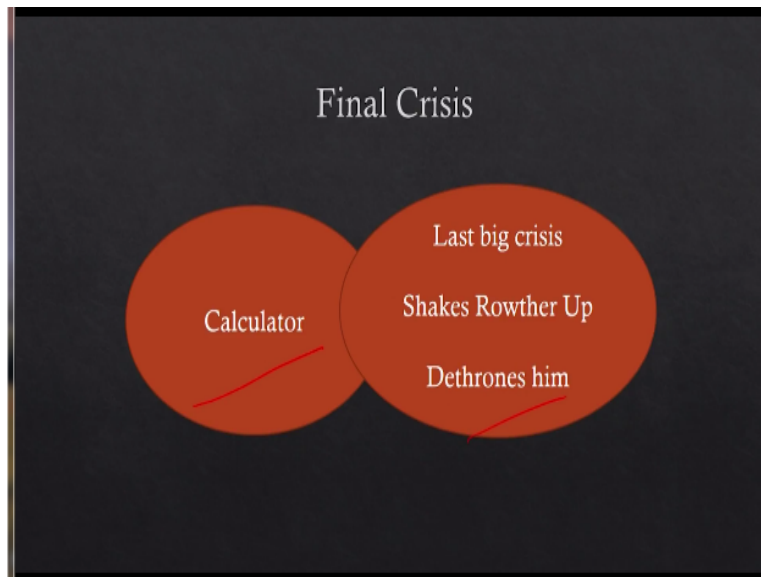 Final Crisis
Calculator
Last big crisis
Shakes Rowther Up
Dethrones him